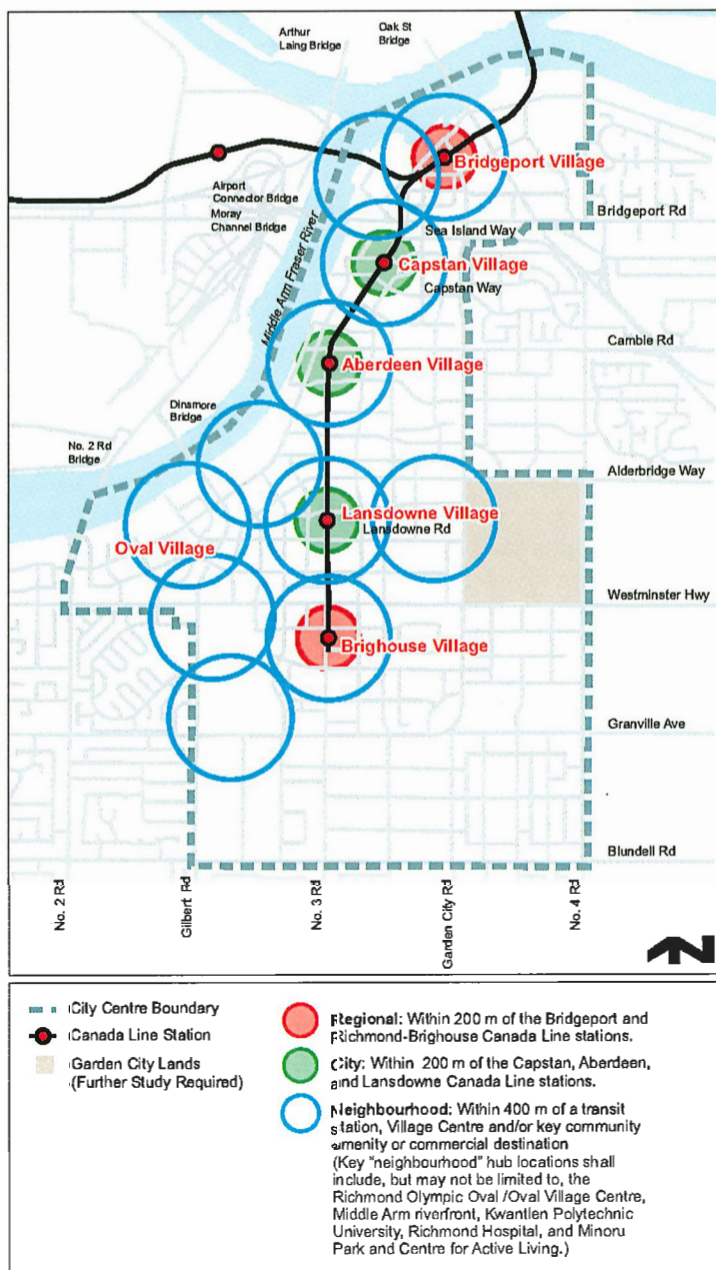 Arthur
Laing Bridge
Oak St
Bridge
Bridgeport Village
Airport
Connector Bridge
Moray
Channel Bridge
Bridgeport Rd
Sea Island Way
Middle Arm Fraser River
Capstan Village
Capstan Way
Cambie Rd
Aberdeen Village
Dinsmore
Bridge
No. 2 Rd
Bridge
Alderbridge Way
Lansdowne Village
Lansdowne Rd
Oval Village
Westminster Hwy
Brighouse Village
Granville Ave
Blundell Rd
No. 2 Rd
Gilbert Rd
No. 3 Rd
Garden City Rd
No. 4 Rd
N
City Centre Boundary
Canada Line Station
Garden City Lands
(Further Study Required)
Regional: Within 200 m of the Bridgeport and
Richmond-Brighouse Canada Line stations.
City: Within 200 m of the Capstan, Aberdeen,
and Lansdowne Canada Line stations.
Neighbourhood: Within 400 m of a transit
station, Village Centre and/or key community
amenity or commercial destination
(Key "neighbourhood" hub locations shall
include, but may not be limited to, the
Richmond Olympic Oval /Oval Village Centre,
Middle Arm riverfront, Kwantlen Polytechnic
University, Richmond Hospital, and Minoru
Park and Centre for Active Living.)